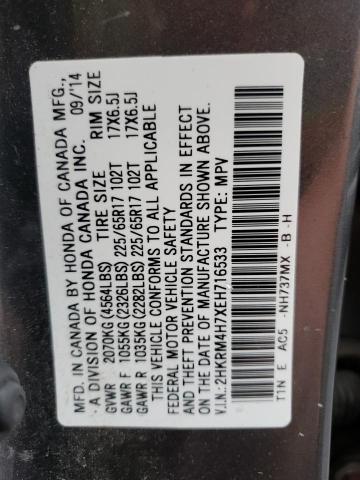 MFD. IN CANADA BY HONDA OF CANADA MFG.,
A DIVISION OF HONDA CANADA INC. 09/'14
GVWR 2070KG(4564LBS) TIRE SIZE RIM SIZE
GAWR F 1055KG(2326LBS) 225/65R17 102T 17X6.5J
GAWR R 1035KG(2282LBS) 225/65R17 102T 17X6.5J
THIS VEHICLE CONFORMS TO ALL APPLICABLE
FEDERAL MOTOR VEHICLE SAFETY
AND THEFT PREVENTION STANDARDS IN EFFECT
ON THE DATE OF MANUFACTURE SHOWN ABOVE.
V.I.N.:2HKRM4H7XEH716533 TYPE: MPV
T1N E AC5 -NH737MX -B -H